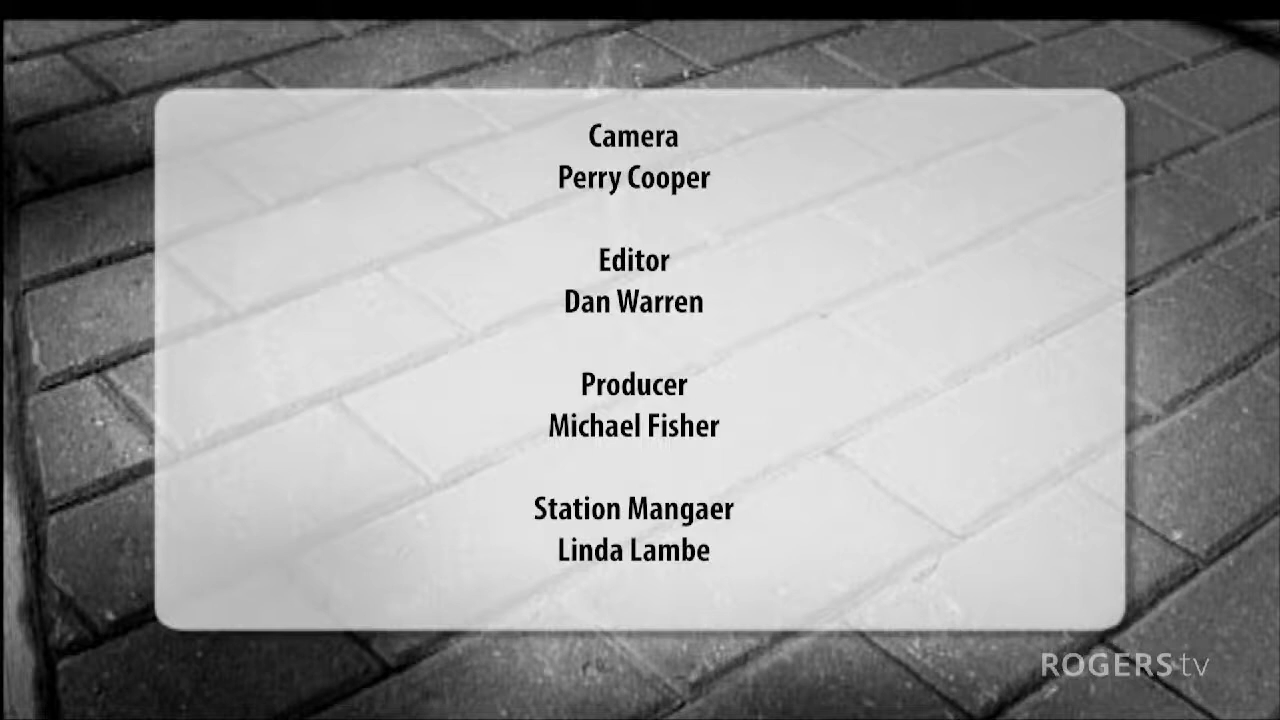 Camera
Perry Cooper
Editor
Dan Warren
Producer
Michael Fisher
Station Mangaer
Linda Lambe
ROGERS tv